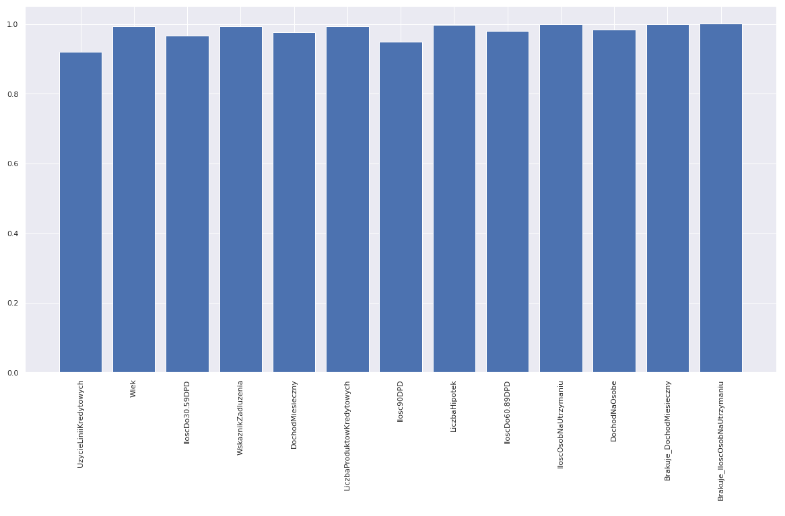 1.0
0.8
0.6
0.4
0.2
0.0
UzycieLiniiKredytowych
Wiek
IloscDo30.59DPD
WskaznikZadluzenia
DochodMiesieczny
LiczbaProduktowKredytowych
Ilosc90DPD
LiczbaHipotek
IloscDo60.89DPD
IloscOsobNaUtrzymaniu
DochodNaOsobe
Brakuje_DochodMiesieczny
Brakuje_IloscOsobNaUtrzymaniu